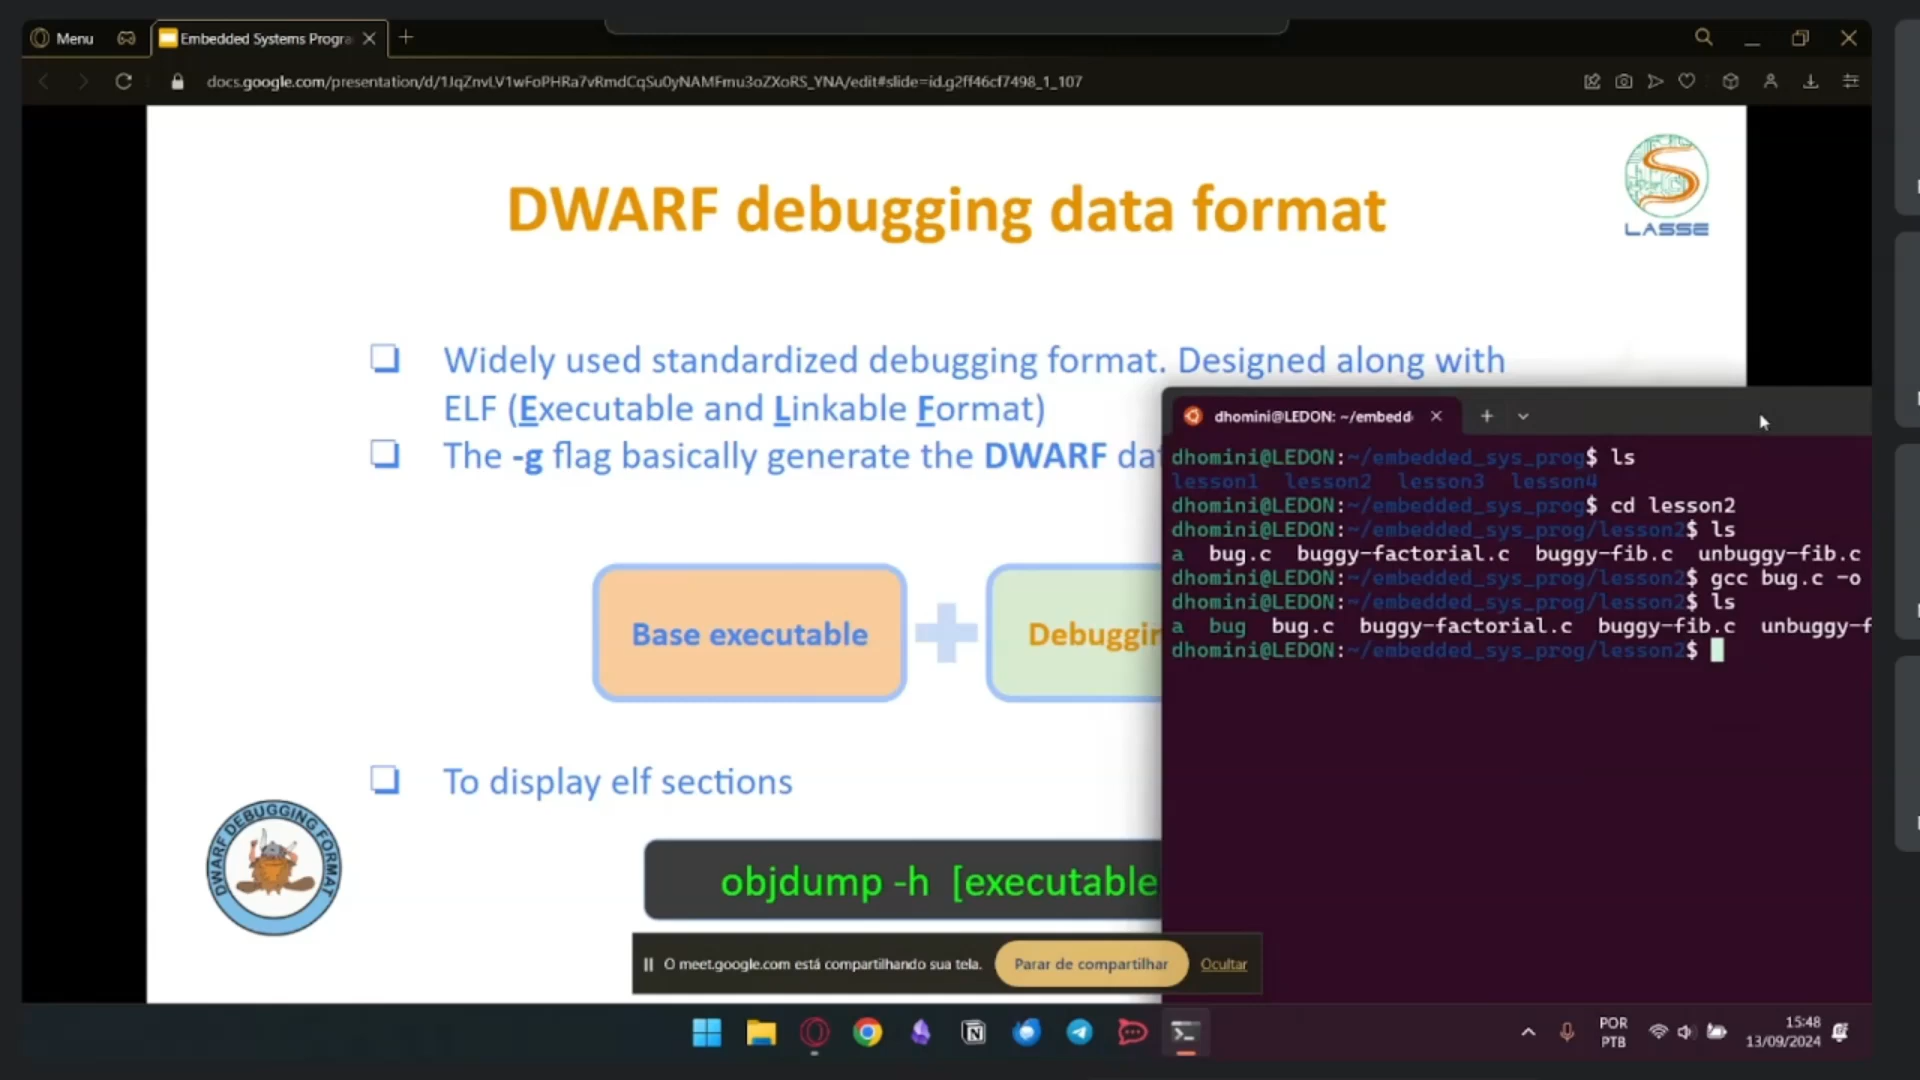 Menu
Embedded Systems Progra
docs.google.com/presentation/d/1JqZnvLV1wFoPHRa7vRmdCqSu0yNAMFmu3oZXoRS_YNA/edit#slide=id.g2ff46cf7498_1_107
DWARF debugging data format
LASSE
Widely used standardized debugging format. Designed along with
ELF (Executable and Linkable Format)
The -g flag basically generate the DWARF dat
Base executable
Debuggin
To display elf sections
objdump -h [executable
DWARF DEBUGGING FORMAT
dhomini@LEDON: ~/embedd
dhomini@LEDON:~/embedded_sys_prog$ ls
lesson1 lesson2 lesson3 lesson4
dhomini@LEDON:~/embedded_sys_prog$ cd lesson2
dhomini@LEDON:~/embedded_sys_prog/lesson2$ ls
a bug.c buggy-factorial.c buggy-fib.c unbuggy-fib.c
dhomini@LEDON:~/embedded_sys_prog/lesson2$ gcc bug.c -o
dhomini@LEDON:~/embedded_sys_prog/lesson2$ ls
a bug bug.c buggy-factorial.c buggy-fib.c unbuggy-f
dhomini@LEDON:~/embedded_sys_prog/lesson2$
O meet.google.com está compartilhando sua tela.
Parar de compartilhar
Ocultar
POR
PTB
15:48
13/09/2024